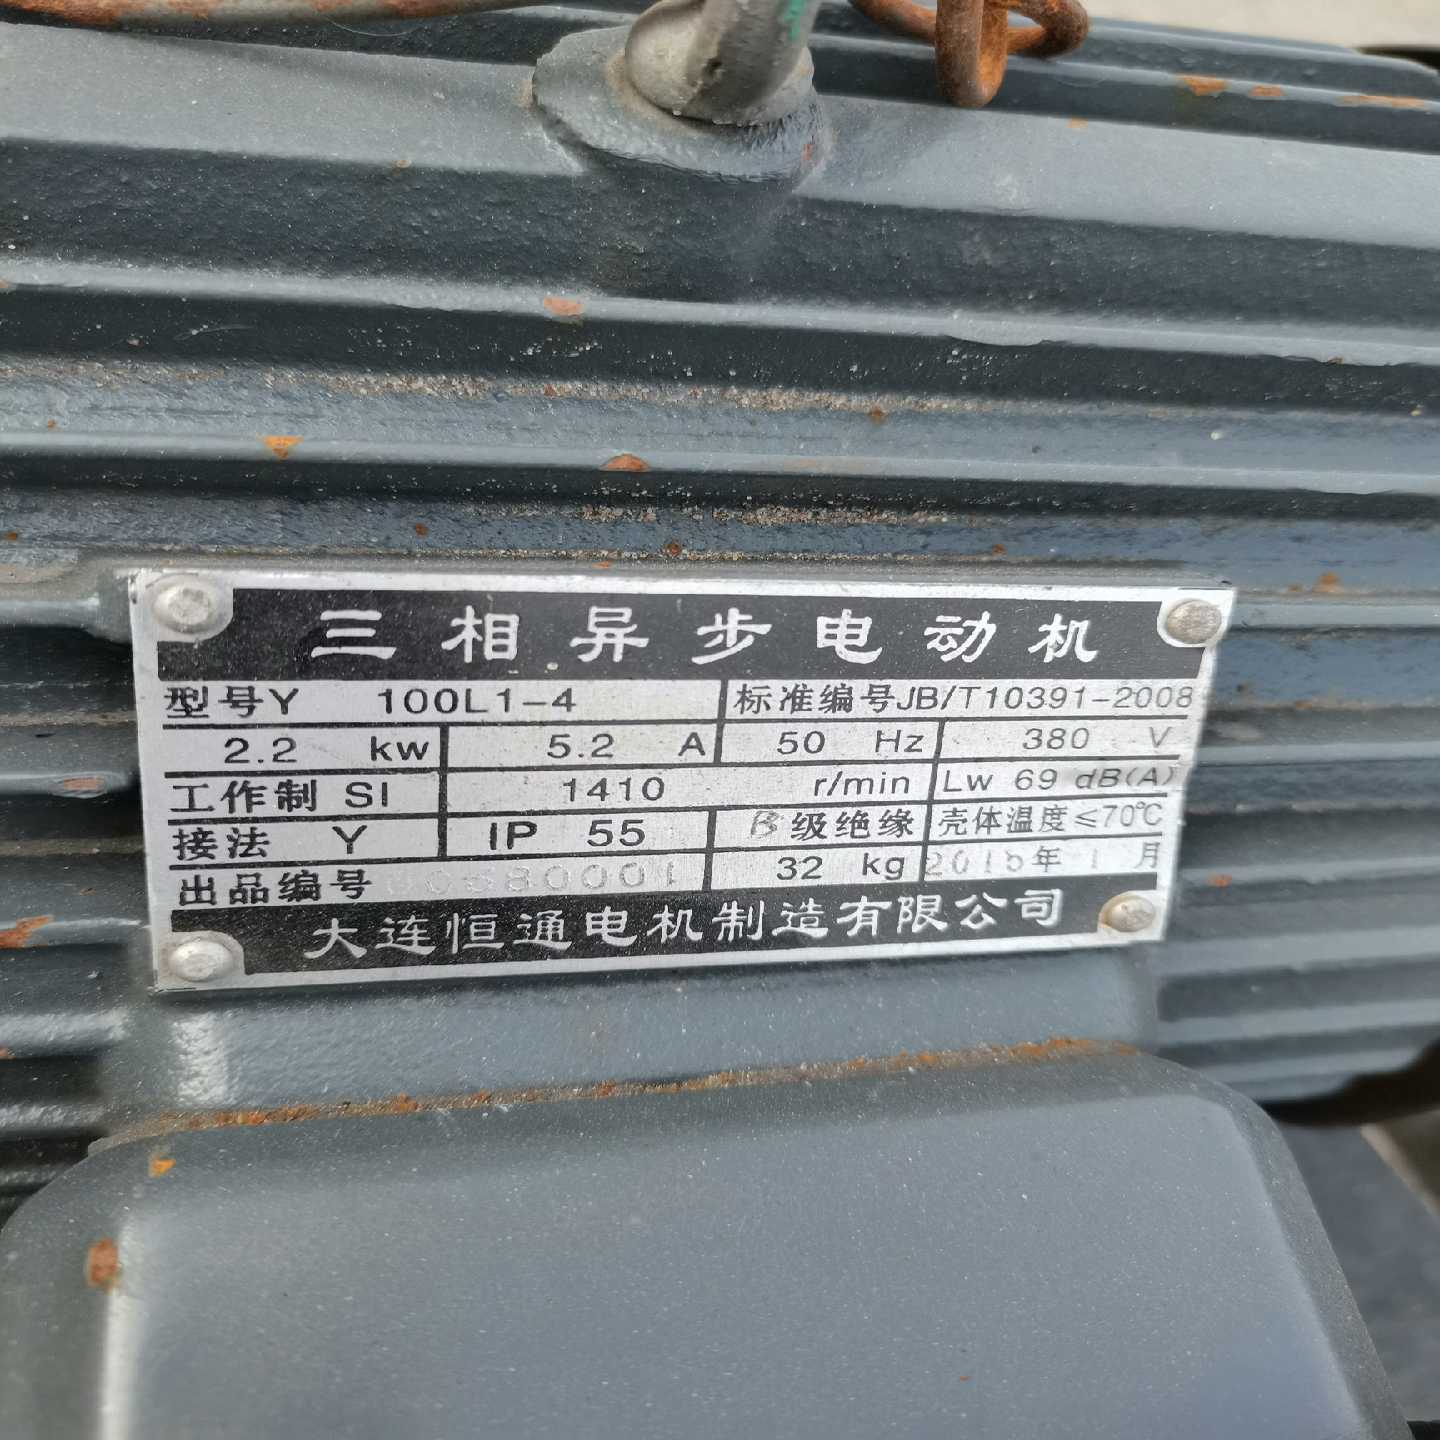 三相异步电动机
型号Y 100L1-4 标准编号JB/T10391-2008
2.2 kw 5.2 A 50 Hz 380 V
工作制 SI 1410 r/min Lw 69 dB(A)
接法 Y IP 55 B级绝缘 壳体温度≤70℃
出品编号 32 kg 年 1 月
大连恒通电机制造有限公司